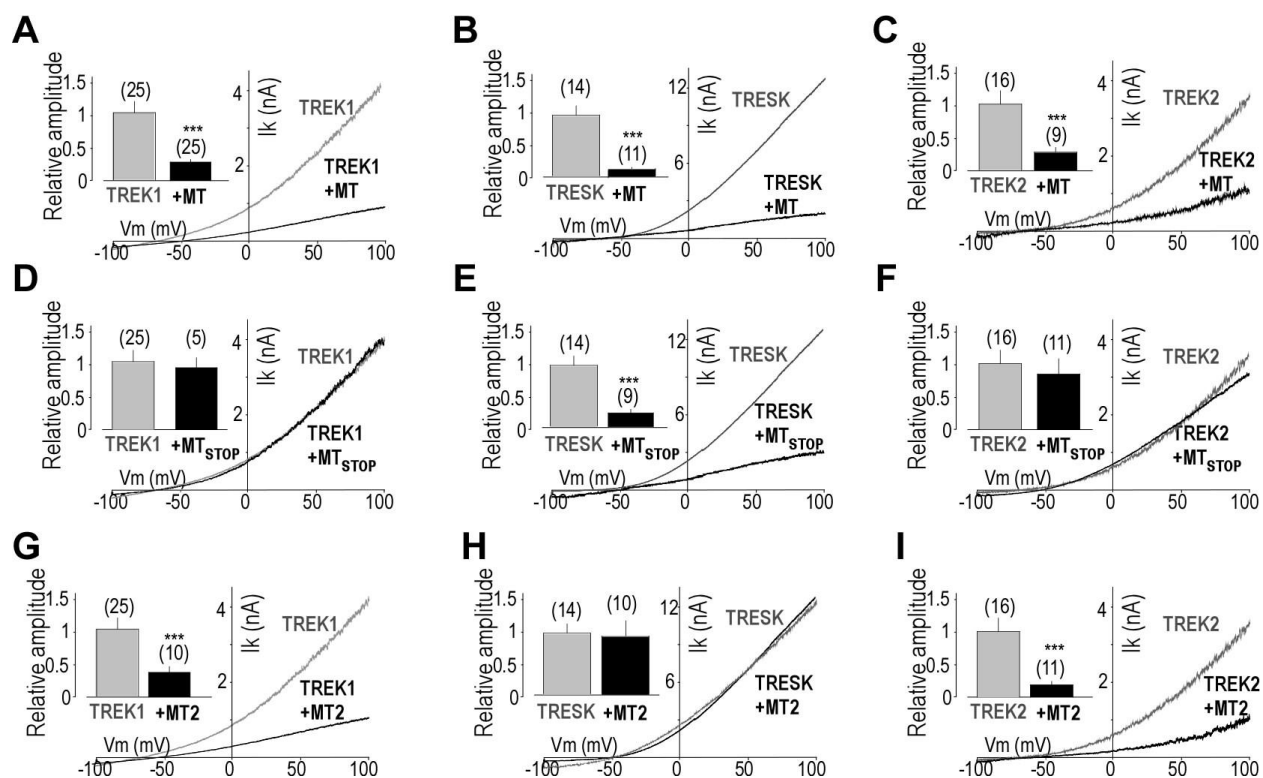 A
Relative amplitude
1.5
1
0.5
0
(25)
***
(25)
TREK1
+MT
Ik (nA)
4
2
TREK1
TREK1
+MT
Vm (mV)
-100
-50
0
50
100
B
Relative amplitude
1.5
1
0.5
0
(14)
***
(11)
TRESK
+MT
Ik (nA)
12
6
TRESK
TRESK
+MT
Vm (mV)
-100
-50
0
50
100
C
Relative amplitude
1.5
1
0.5
0
(16)
***
(9)
TREK2
+MT
Ik (nA)
4
2
TREK2
TREK2
+MT
Vm (mV)
-100
-50
0
50
100
D
Relative amplitude
1.5
1
0.5
0
(25)
(5)
TREK1
+MTSTOP
Ik (nA)
4
2
TREK1
TREK1
+MTSTOP
Vm (mV)
-100
-50
0
50
100
E
Relative amplitude
1.5
1
0.5
0
(14)
***
(9)
TRESK
+MTSTOP
Ik (nA)
12
6
TRESK
TRESK
+MTSTOP
Vm (mV)
-100
-50
0
50
100
F
Relative amplitude
1.5
1
0.5
0
(16)
(11)
TREK2
+MTSTOP
Ik (nA)
4
2
TREK2
TREK2
+MTSTOP
Vm (mV)
-100
-50
0
50
100
G
Relative amplitude
1.5
1
0.5
0
(25)
***
(10)
TREK1
+MT2
Ik (nA)
4
2
TREK1
TREK1
+MT2
Vm (mV)
-100
-50
0
50
100
H
Relative amplitude
1.5
1
0.5
0
(14)
(10)
TRESK
+MT2
Ik (nA)
12
6
TRESK
TRESK
+MT2
Vm (mV)
-100
-50
0
50
100
I
Relative amplitude
1.5
1
0.5
0
(16)
***
(11)
TREK2
+MT2
Ik (nA)
4
2
TREK2
TREK2
+MT2
Vm (mV)
-100
-50
0
50
100